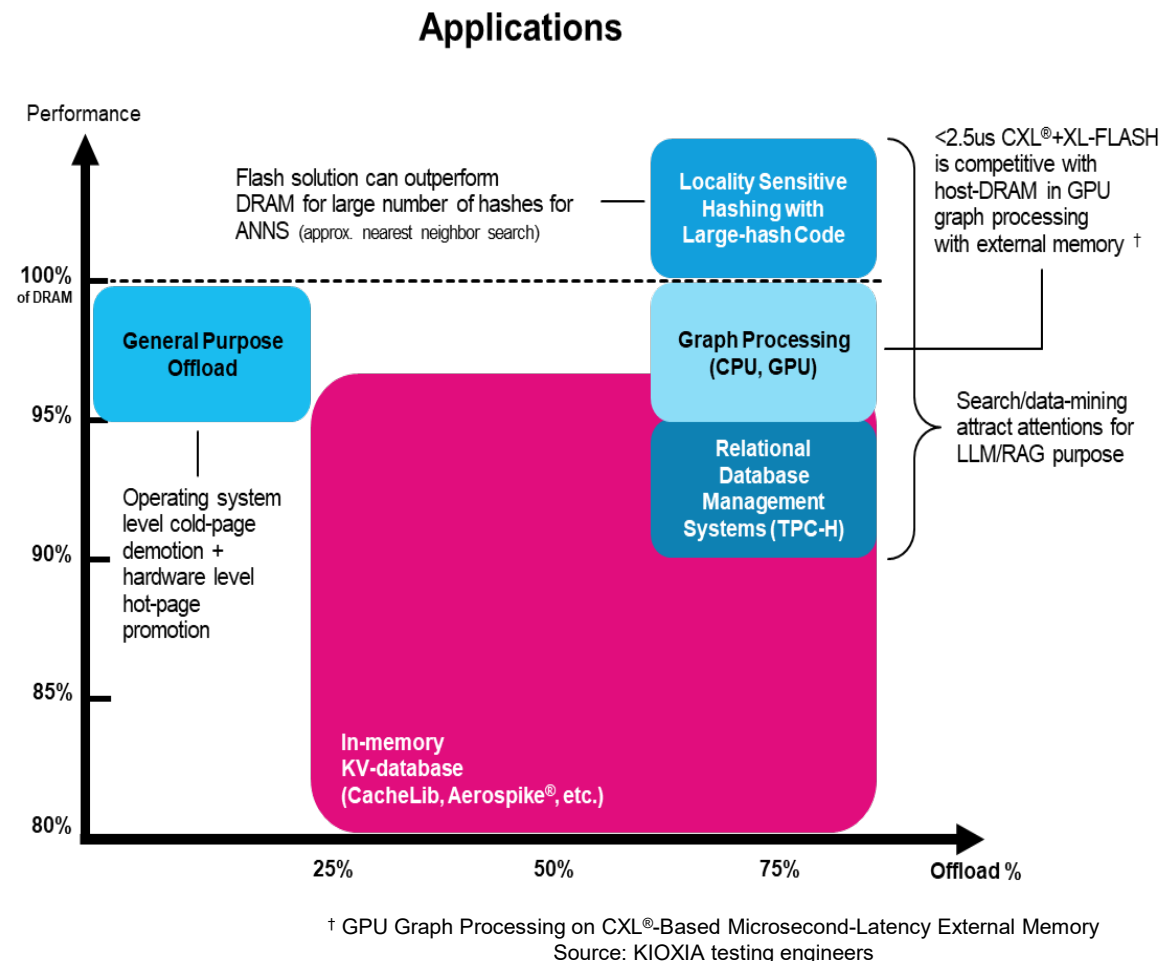 Applications
Performance
Flash solution can outperform
DRAM for large number of hashes for
ANNS (approx. nearest neighbor search)
Locality Sensitive
Hashing with
Large-hash Code
<2.5us CXL®+XL-FLASH
is competitive with
host-DRAM in GPU
graph processing
with external memory †
100%
of DRAM
General Purpose
Offload
Graph Processing
(CPU, GPU)
95%
Search/data-mining
attract attentions for
LLM/RAG purpose
Relational
Database
Management
Systems (TPC-H)
Operating system
level cold-page
demotion +
hardware level
hot-page
promotion
90%
85%
In-memory
KV-database
(CacheLib, Aerospike®, etc.)
80%
25%
50%
75%
Offload %
† GPU Graph Processing on CXL®-Based Microsecond-Latency External Memory
Source: KIOXIA testing engineers